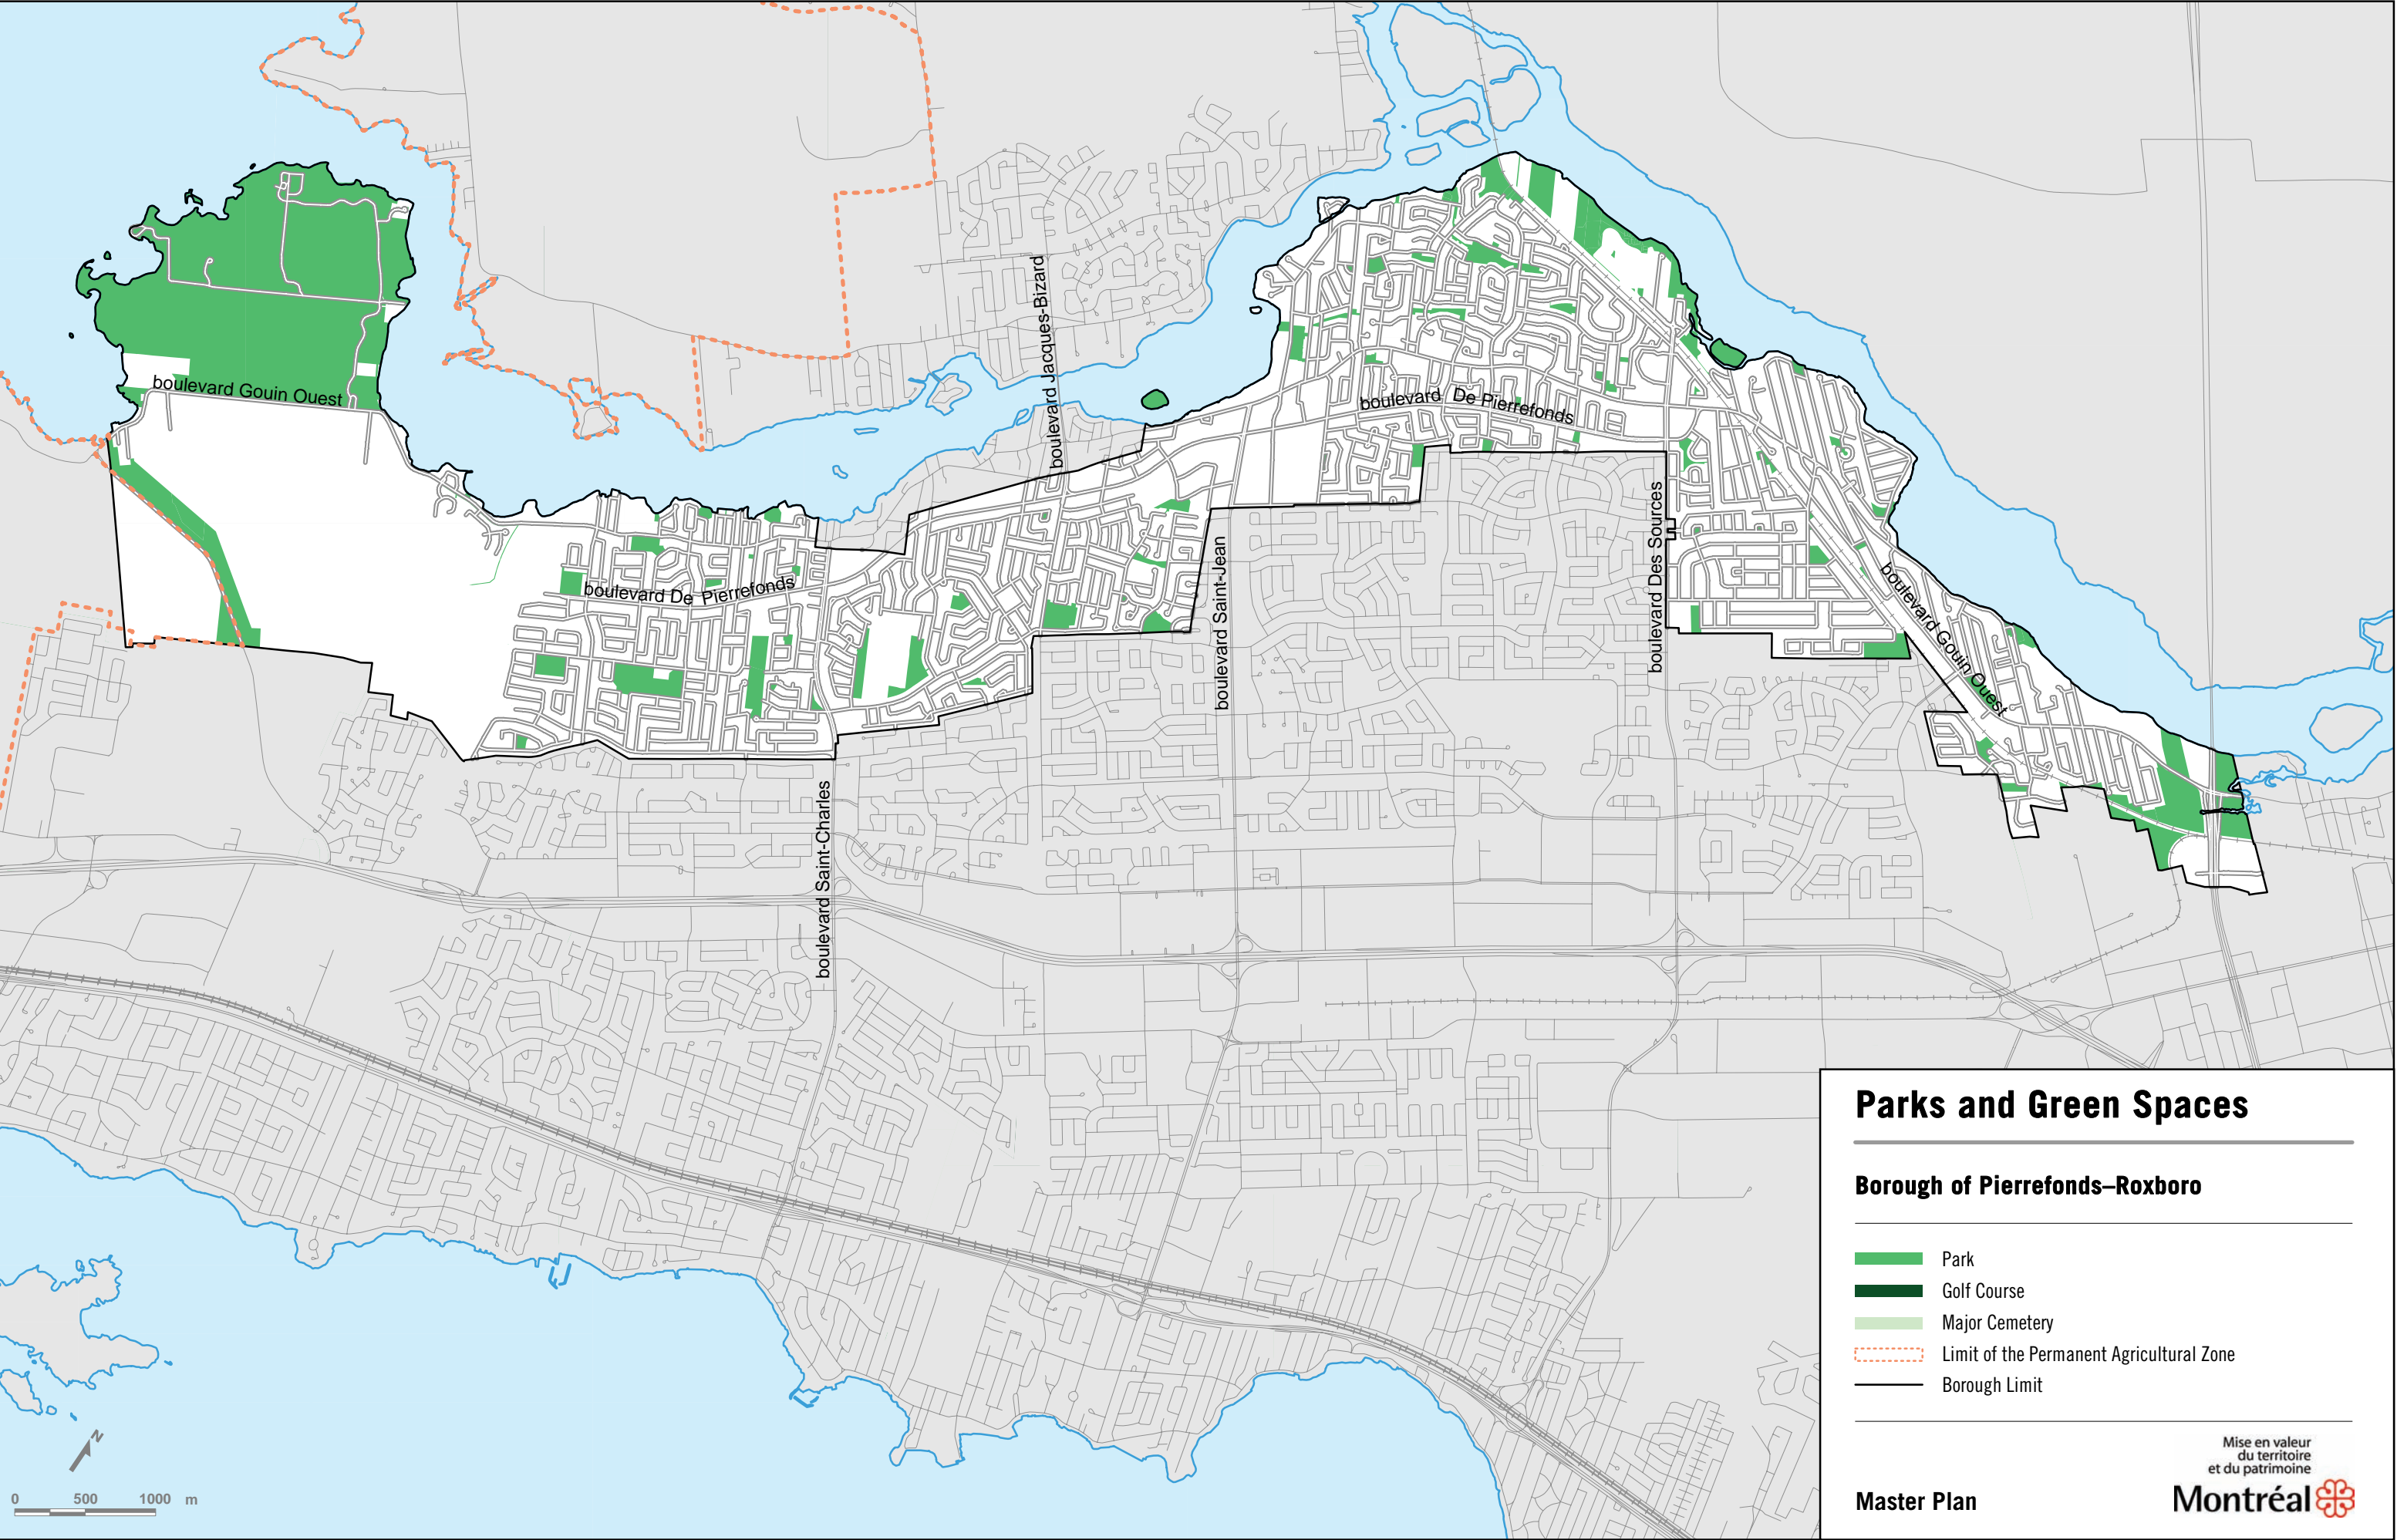 boulevard Jacques-Bizard
boulevard Gouin Ouest
boulevard De Pierrefonds
boulevard De Pierrefonds
boulevard Des Sources
boulevard Saint-Jean
boulevard Gouin Ouest
boulevard Saint-Charles
Parks and Green Spaces
Borough of Pierrefonds–Roxboro
Park
Golf Course
Major Cemetery
Limit of the Permanent Agricultural Zone
Borough Limit
Mise en valeur
du territoire
et du patrimoine
Master Plan
Montréal
N
0 500 1000 m